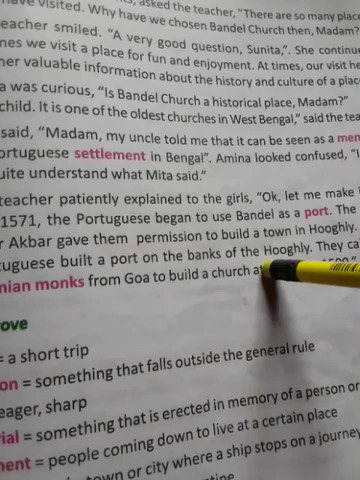 have visited. Why have we chosen Bandel Church then, Madam?
asked the teacher, "There are so many place
teacher smiled. "A very good question, Sunita,". She continue
we visit a place for fun and enjoyment. At times, our visit he
valuable information about the history and culture of a place
was curious, "Is Bandel Church a historical place, Madam?"
child. It is one of the oldest churches in West Bengal," said the tea
said, "Madam, my uncle told me that it can be seen as a mem
ortuguese settlement in Bengal". Amina looked confused, "I
uite understand what Mita said."
teacher patiently explained to the girls, "Ok, let me make i
1571, the Portuguese began to use Bandel as a port. The
r Akbar gave them permission to build a town in Hooghly.
tuguese built a port on the banks of the Hooghly. They ca
nian monks from Goa to build a church
rove
= a short trip
on = something that falls outside the general rule
eager, sharp
ial = something that is erected in memory of a person or
ment = people coming down to live at a certain place
town or city where a ship stops on a journey